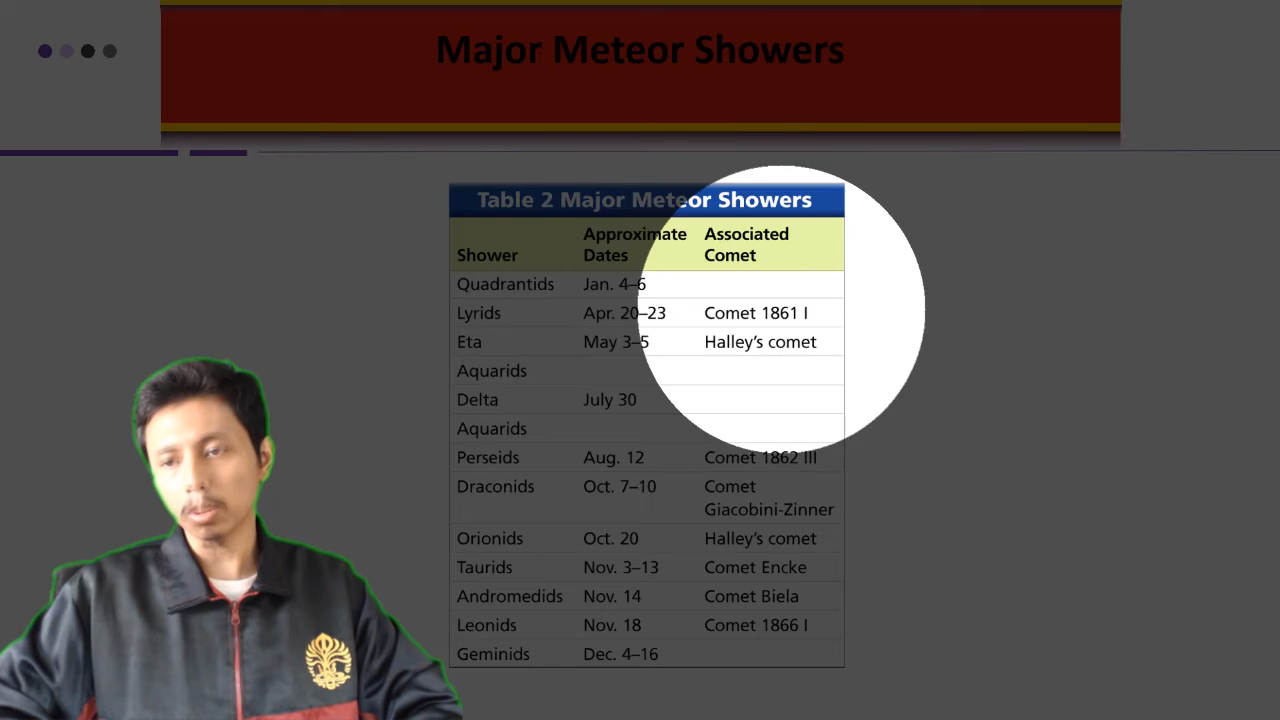 Major Meteor Showers
Table 2 Major Meteor Showers
Shower Approximate Dates Associated Comet
Quadrantids Jan. 4–6
Lyrids Apr. 20–23 Comet 1861 I
Eta May 3–5 Halley's comet
Aquarids
Delta July 30
Aquarids
Perseids Aug. 12 Comet 1862 III
Draconids Oct. 7–10 Comet
Giacobini-Zinner
Orionids Oct. 20 Halley's comet
Taurids Nov. 3–13 Comet Encke
Andromedids Nov. 14 Comet Biela
Leonids Nov. 18 Comet 1866 I
Geminids Dec. 4–16